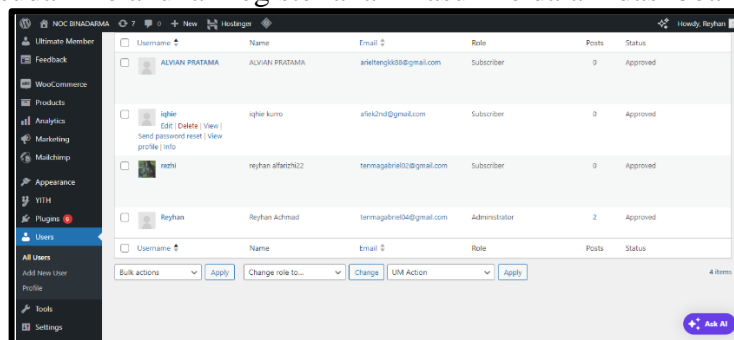 NOC BINADARMA 7 0 + New Hostinger Howdy, Reyhan
Ultimate Member
Feedback
WooCommerce
Products
Analytics
Marketing
Mailchimp
Appearance
YITH
Plugins 6
Users
All Users
Add New User
Profile
Tools
Settings
Username Name Email Role Posts Status
ALVIAN PRATAMA ALVIAN PRATAMA arieltengkk88@gmail.com Subscriber 0 Approved
iqhie iqhie kurro afiek2nd@gmail.com Subscriber 0 Approved
Edit | Delete | View |
Send password reset | View
profile | Info
rezhi reyhan alfarizhi22 tenmagabriel02@gmail.com Subscriber 0 Approved
Reyhan Reyhan Achmad tenmagabriel04@gmail.com Administrator 2 Approved
Username Name Email Role Posts Status
Bulk actions Apply Change role to... Change UM Action Apply 4 items
Ask AI